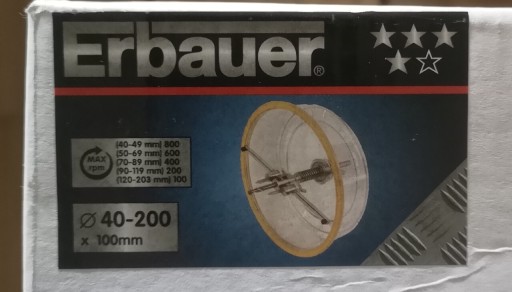 Erbauer®
MAX
rpm
(40-49 mm) 800
(50-69 mm) 600
(70-89 mm) 400
(90-119 mm) 200
(120-203 mm) 100
Ø 40-200
x 100mm